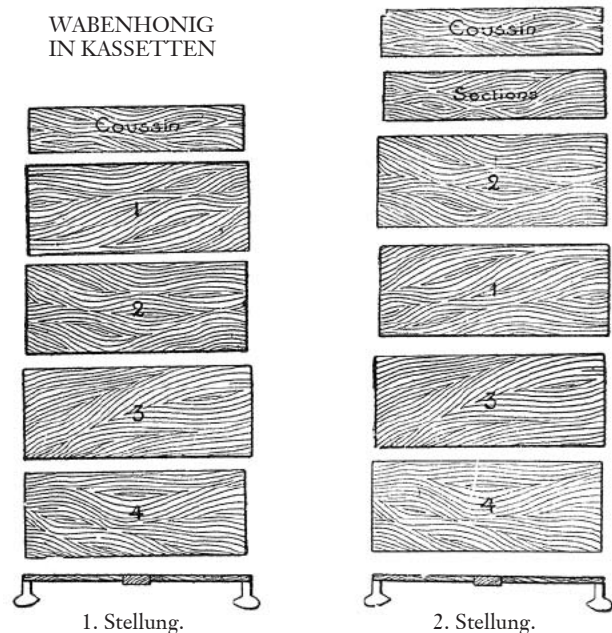 WABENHONIG
IN KASSETTEN
Coussin
1
2
3
4
1. Stellung.
Coussin
Sections
2
1
3
4
2. Stellung.